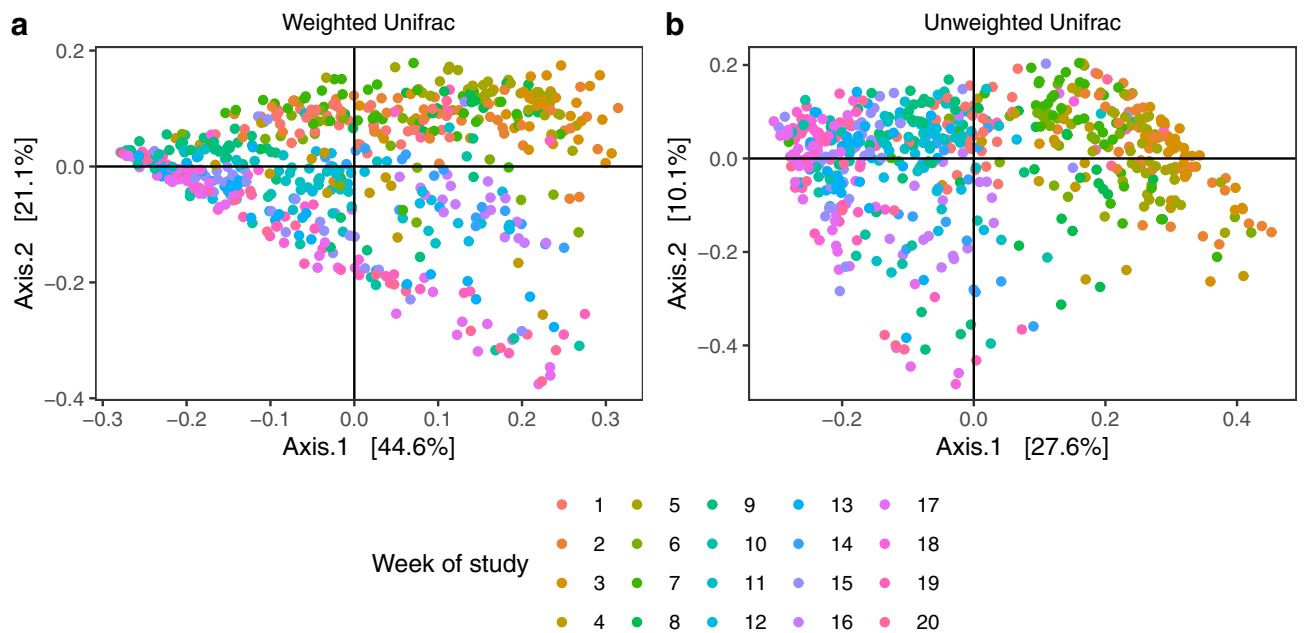 a
Weighted Unifrac
0.2
0.0
−0.2
−0.4
Axis.2 [21.1%]
−0.3
−0.2
−0.1
0.0
0.1
0.2
0.3
Axis.1 [44.6%]
b
Unweighted Unifrac
0.2
0.0
−0.2
−0.4
Axis.2 [10.1%]
−0.2
0.0
0.2
0.4
Axis.1 [27.6%]
Week of study
1 5 9 13 17
2 6 10 14 18
3 7 11 15 19
4 8 12 16 20